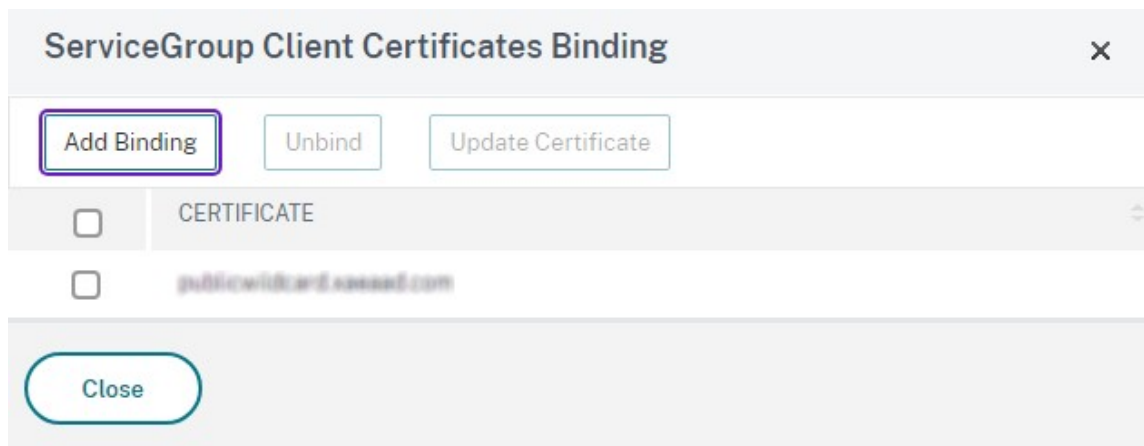 ServiceGroup Client Certificates Binding
Add Binding Unbind Update Certificate
CERTIFICATE
Close